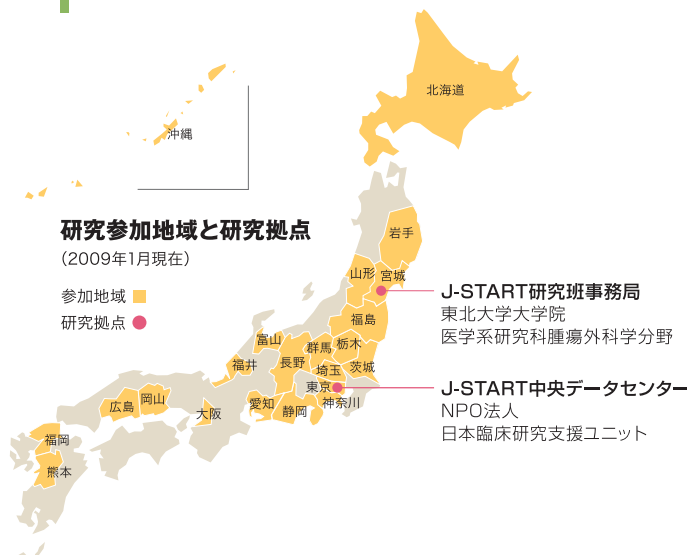 北海道
沖縄
研究参加地域と研究拠点
(2009年1月現在)
参加地域
研究拠点
岩手
山形
宮城
福島
J-START研究班事務局
東北大学大学院
医学系研究科腫瘍外科学分野
富山
群馬
栃木
福井
長野
埼玉
茨城
東京
神奈川
J-START中央データセンター
NPO法人
日本臨床研究支援ユニット
広島
岡山
大阪
愛知
静岡
福岡
熊本